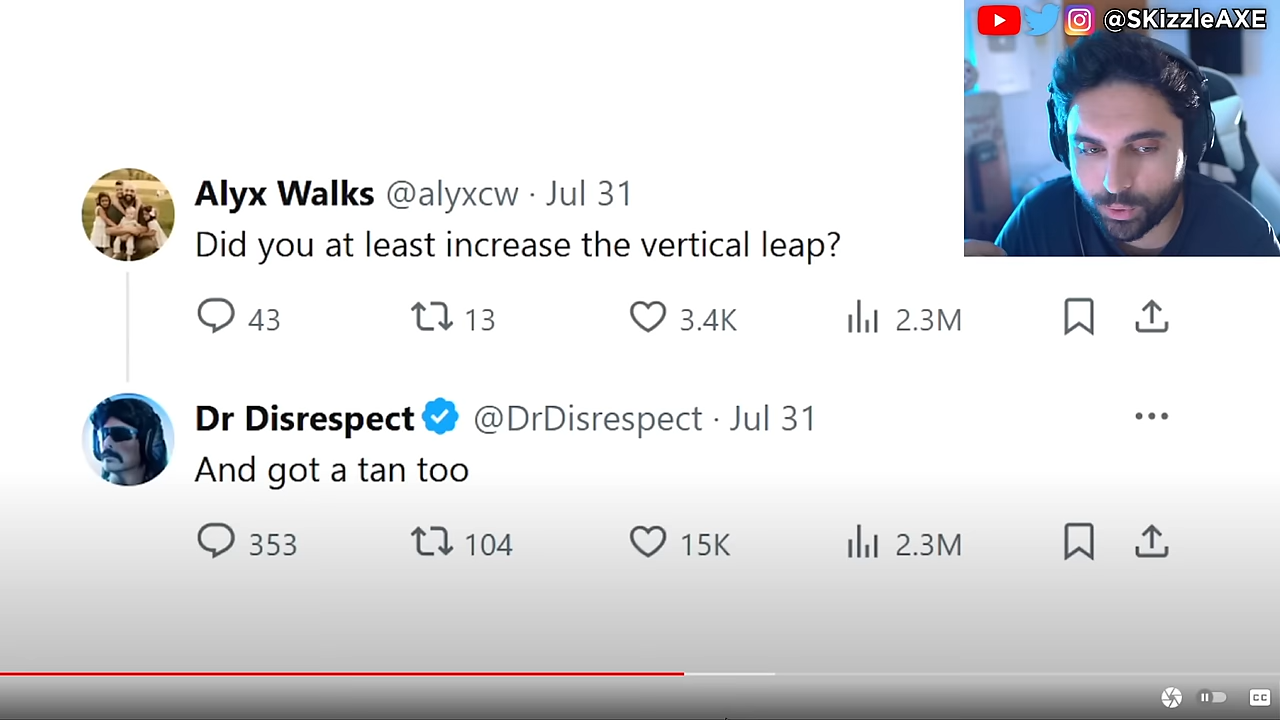 @SKizzleAXE
Alyx Walks @alyxcw · Jul 31
Did you at least increase the vertical leap?
43 13 3.4K 2.3M
Dr Disrespect @DrDisrespect · Jul 31
And got a tan too
353 104 15K 2.3M
CC